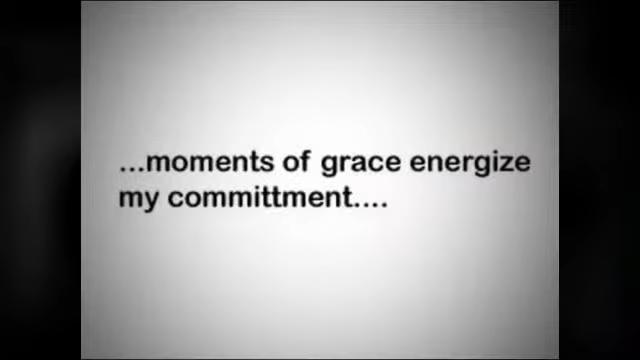 ...moments of grace energize
my committment....